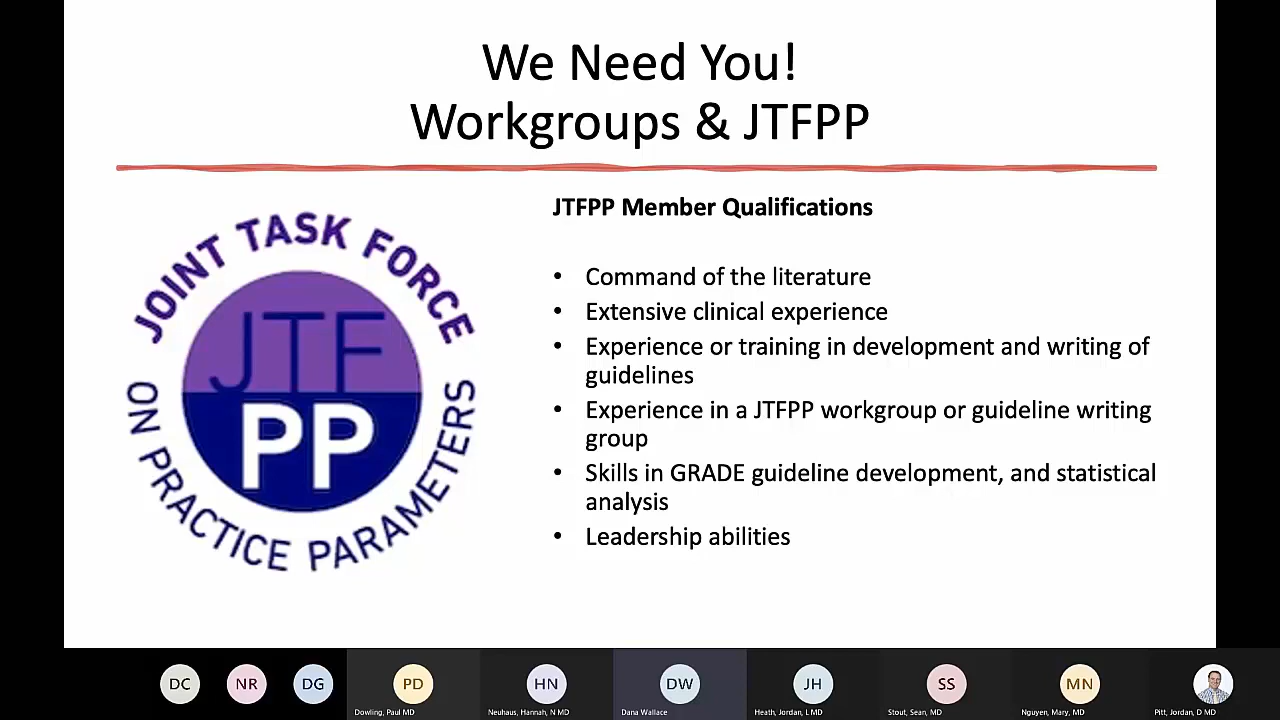 We Need You!
Workgroups & JTFPP
JOINT TASK FORCE
JTF
PP
ON PRACTICE PARAMETERS
JTFPP Member Qualifications
• Command of the literature
• Extensive clinical experience
• Experience or training in development and writing of
guidelines
• Experience in a JTFPP workgroup or guideline writing
group
• Skills in GRADE guideline development, and statistical
analysis
• Leadership abilities
DC
NR
DG
PD
HN
DW
JH
SS
MN
Dowling, Paul MD
Neuhaus, Hannah, N MD
Dana Wallace
Heath, Jordan, L MD
Stout, Sean, MD
Nguyen, Mary, MD
Pitt, Jordan, D MD